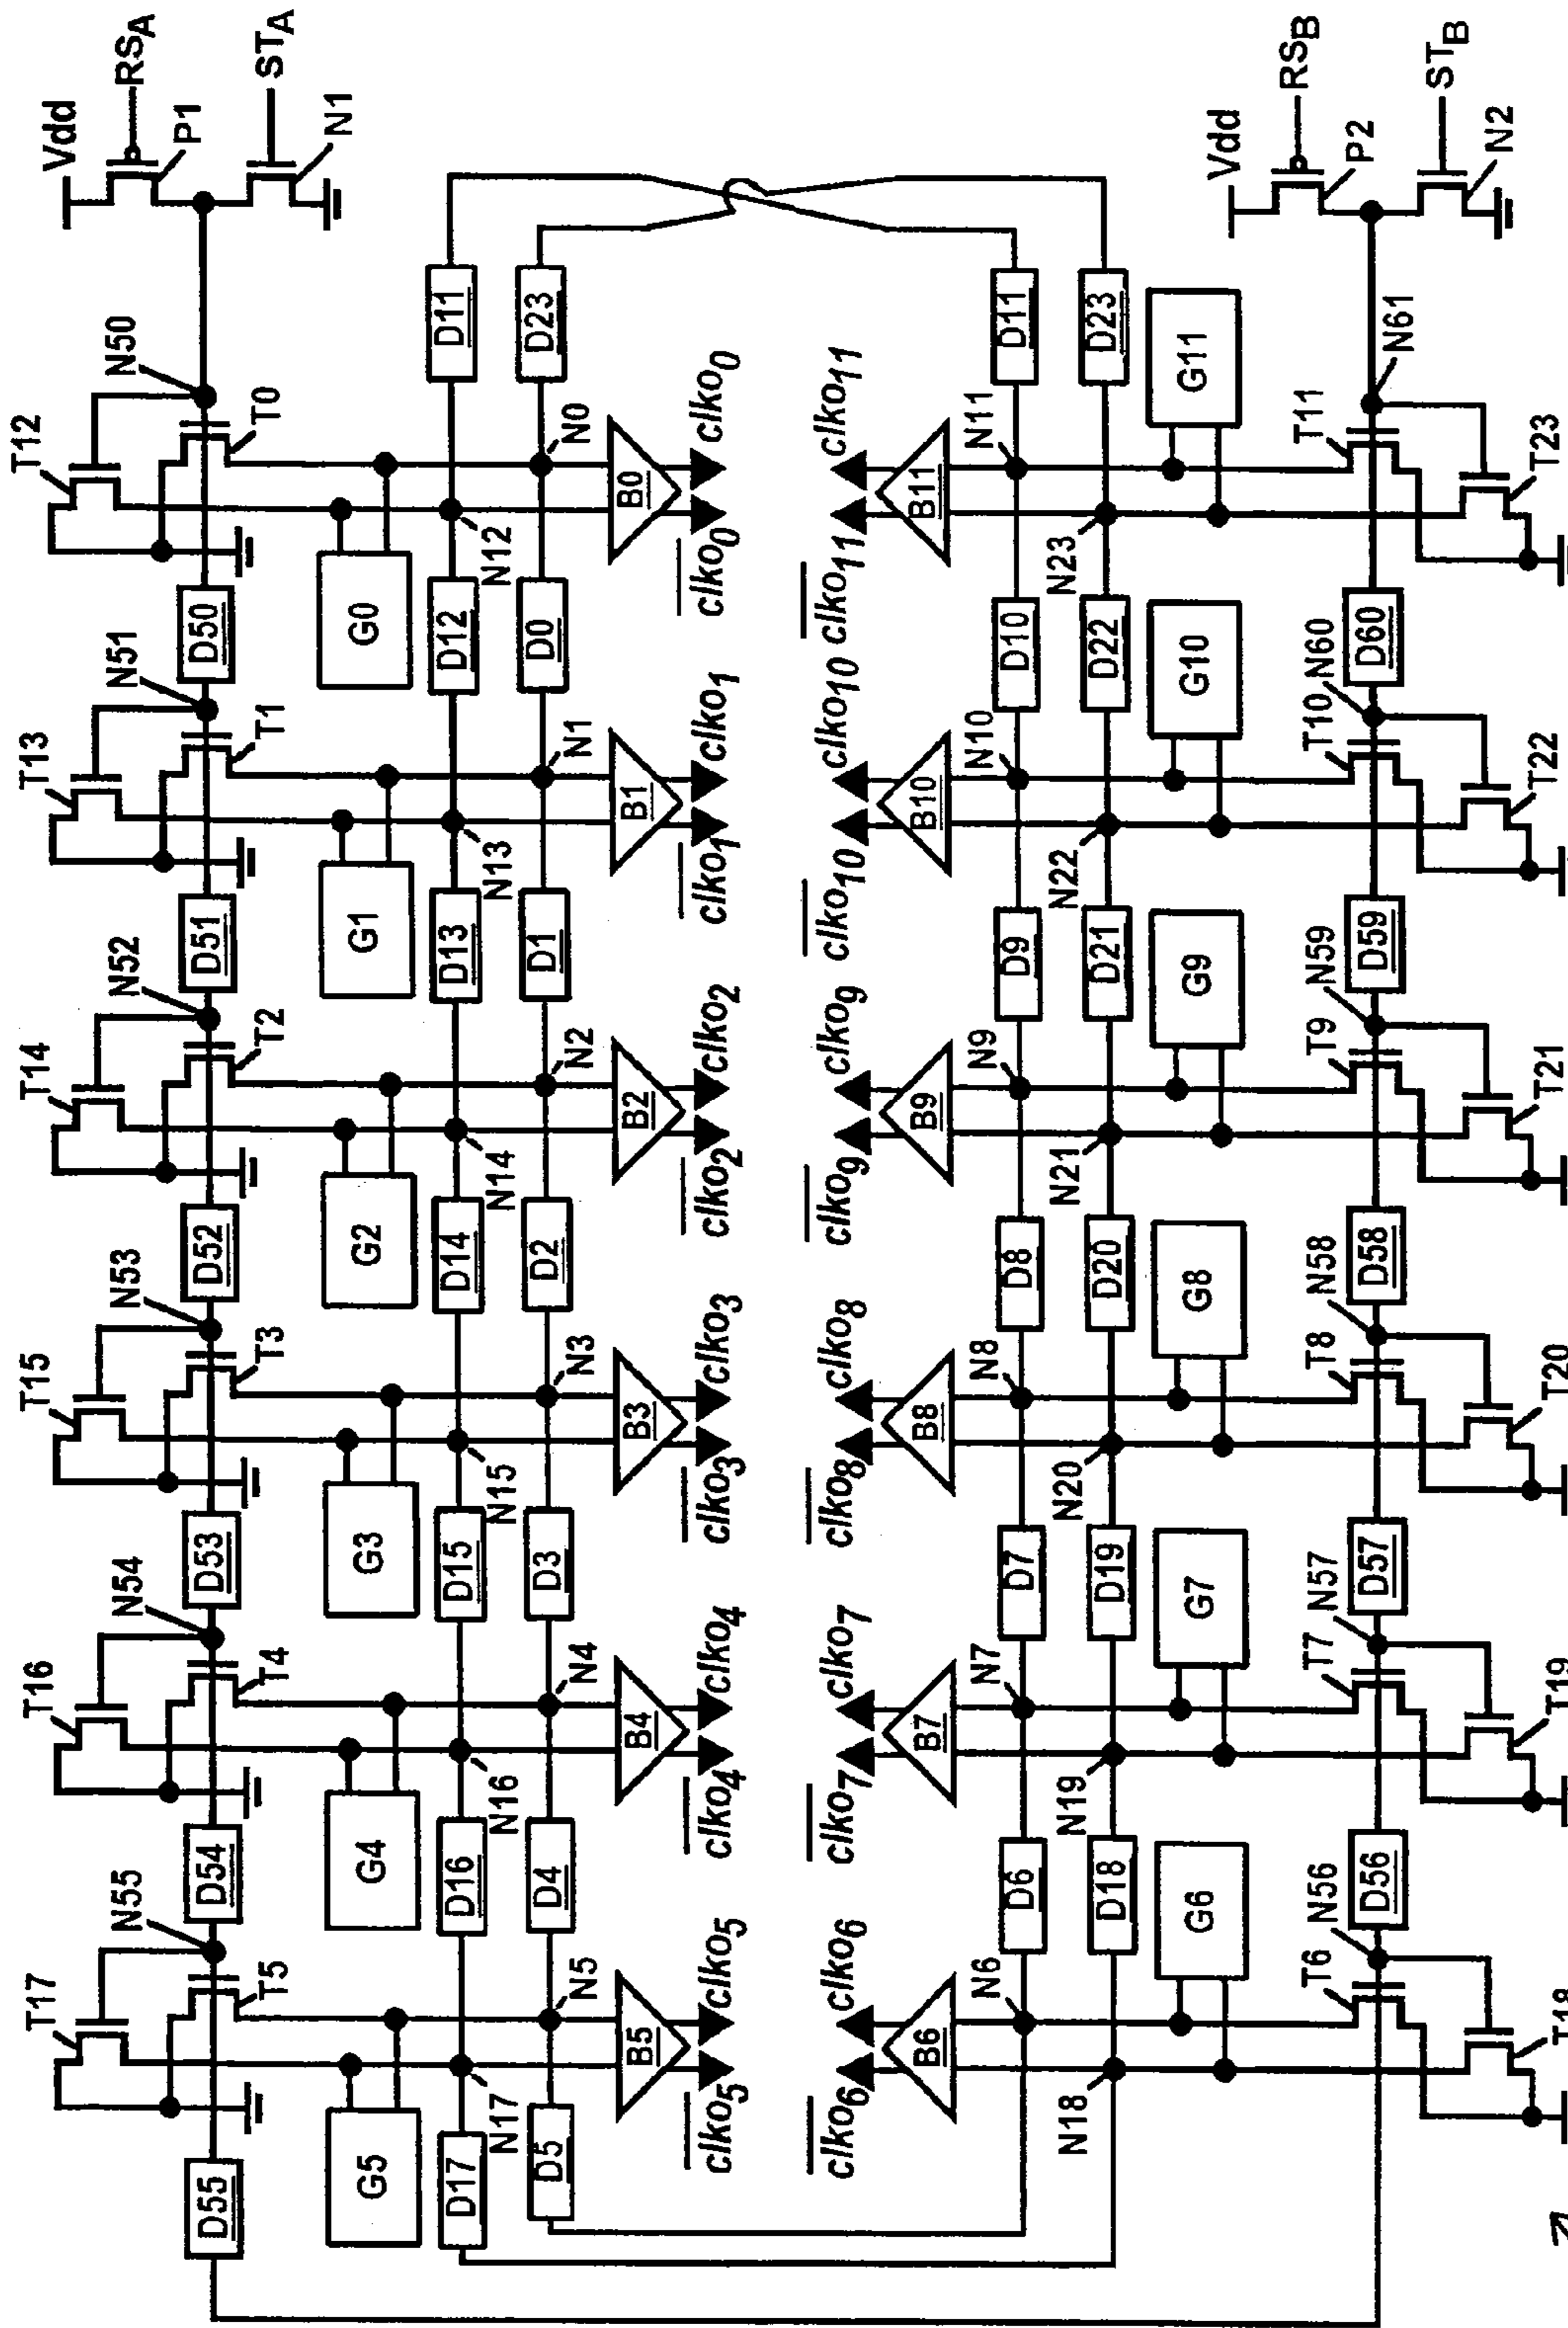 T17 T16 T15 T14 T13 T12 Vdd
RSA
P1
N55 N54 N53 N52 N51 N50
D55 D54 D53 D52 D51 D50
STA
N1
T5 T4 T3 T2 T1 T0
G5 G4 G3 G2 G1 G0
D17 D16 D15 D14 D13 D12 D11
N17 N16 N15 N14 N13 N12
D5 D4 D3 D2 D1 D0 D23
N5 N4 N3 N2 N1 N0
B5 B4 B3 B2 B1 B0
clko5 clko5 clko4 clko4 clko3 clko3 clko2 clko2 clko1 clko1 clko0 clko0
clko6 clko6 clko7 clko7 clko8 clko8 clko9 clko9 clko10 clko10 clko11 clko11
B6 B7 B8 B9 B10 B11
N6 N7 N8 N9 N10 N11
D6 D7 D8 D9 D10 D11
N18 N19 N20 N21 N22 N23
D18 D19 D20 D21 D22 D23
G6 G7 G8 G9 G10 G11
Vdd
RSB
P2
T6 T7 T8 T9 T10 T11
N56 N57 N58 N59 N60 N61
D56 D57 D58 D59 D60
STB
N2
T18 T19 T20 T21 T22 T23